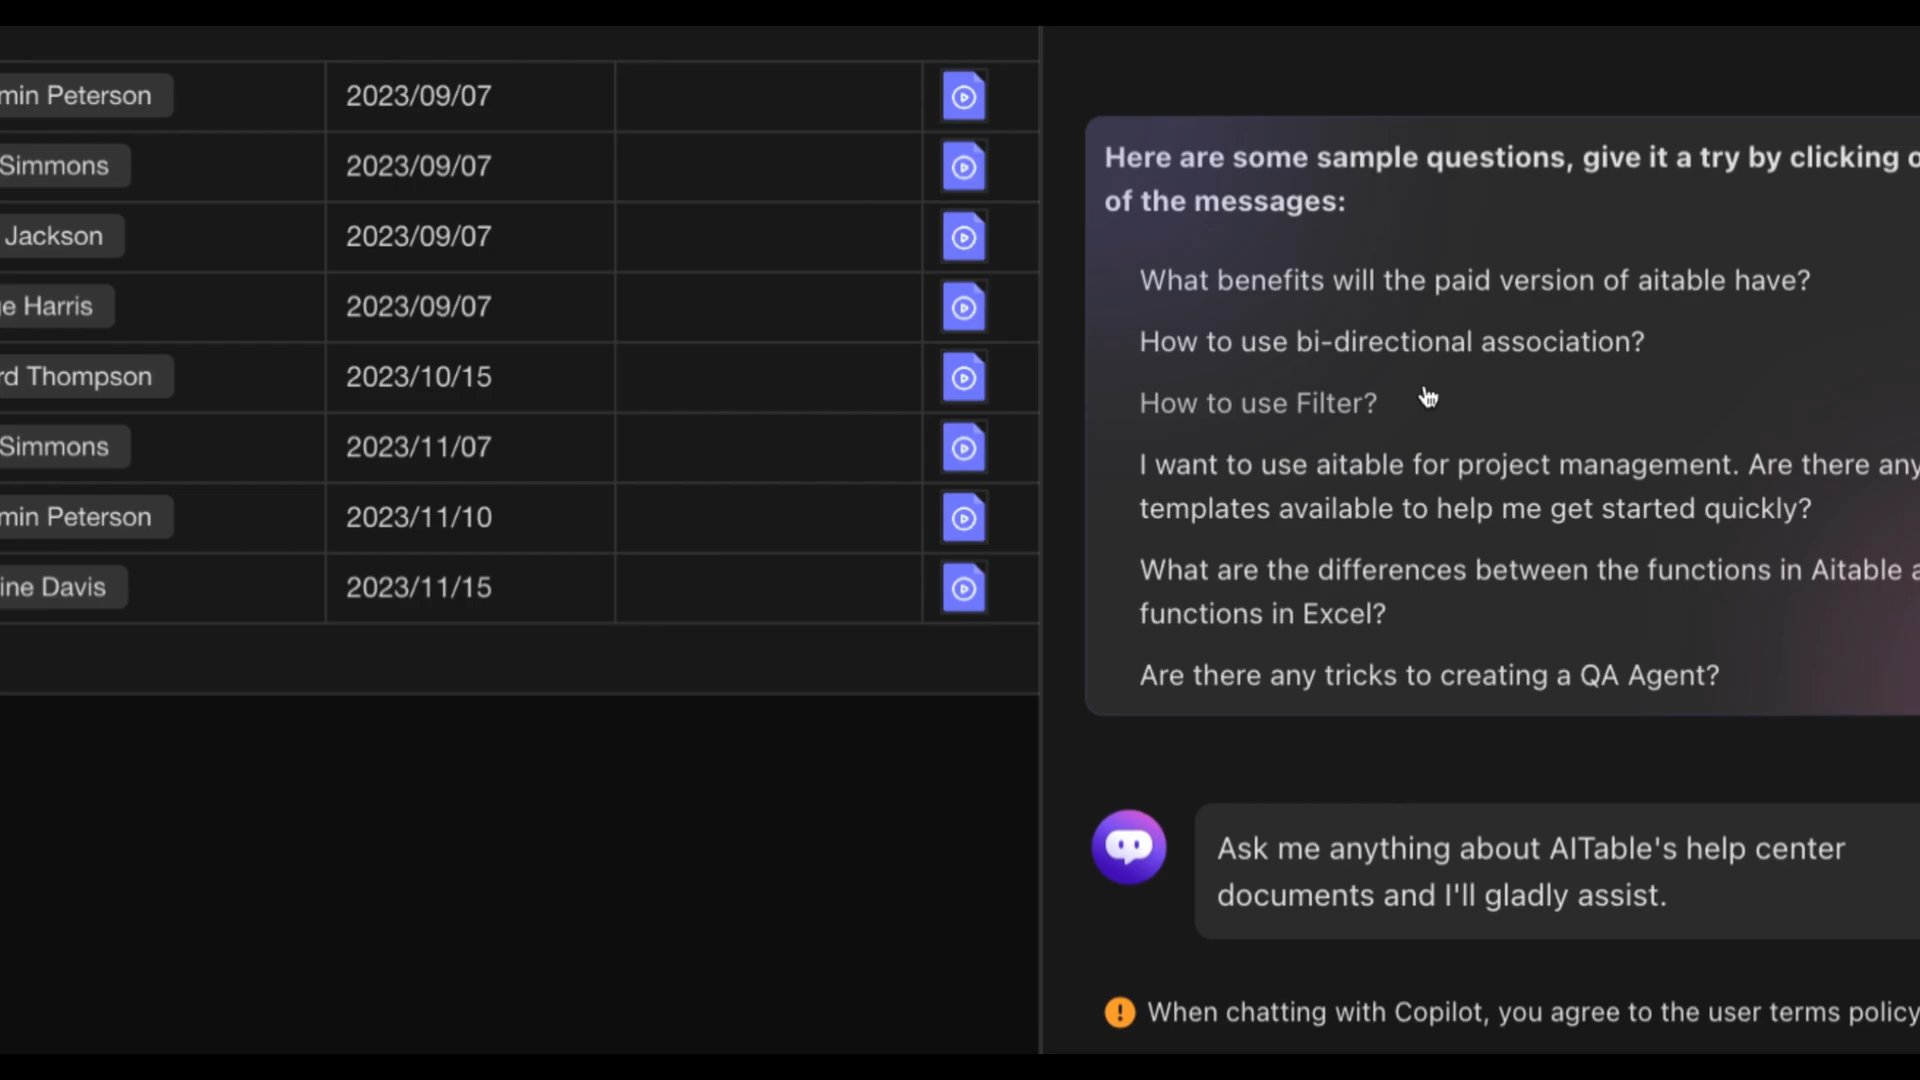 min Peterson 2023/09/07
Simmons 2023/09/07
Jackson 2023/09/07
e Harris 2023/09/07
rd Thompson 2023/10/15
Simmons 2023/11/07
min Peterson 2023/11/10
ine Davis 2023/11/15
Here are some sample questions, give it a try by clicking o
of the messages:
What benefits will the paid version of aitable have?
How to use bi-directional association?
How to use Filter?
I want to use aitable for project management. Are there any
templates available to help me get started quickly?
What are the differences between the functions in Aitable a
functions in Excel?
Are there any tricks to creating a QA Agent?
Ask me anything about AITable's help center
documents and I'll gladly assist.
When chatting with Copilot, you agree to the user terms policy